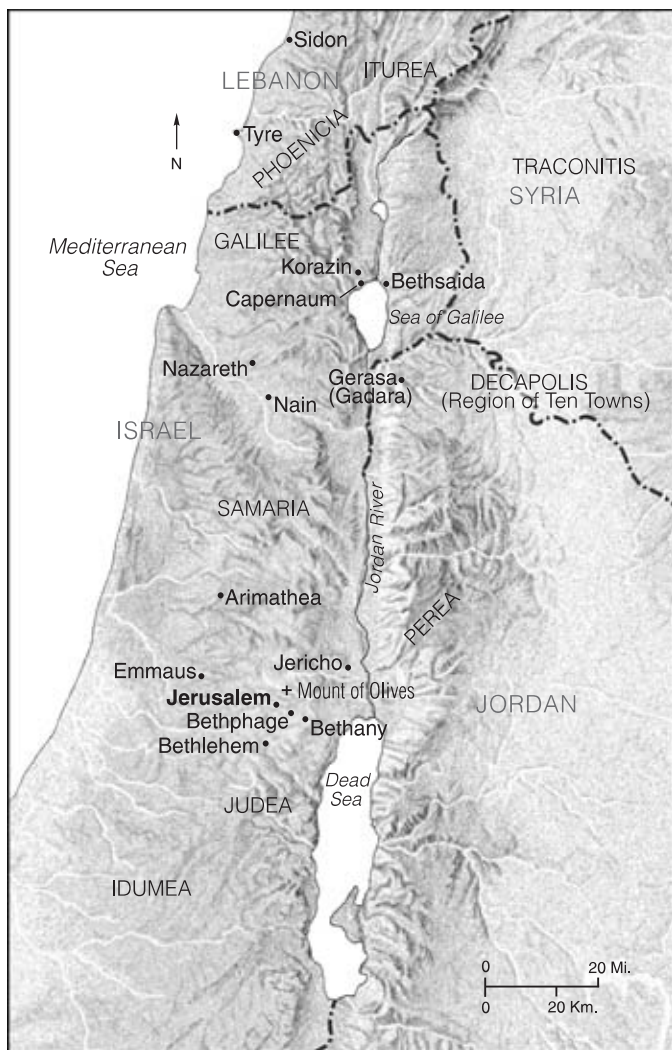 Sidon
LEBANON
ITUREA
Tyre
N
PHOENICIA
TRACONITIS
SYRIA
Mediterranean
Sea
GALILEE
Korazin
Capernaum
Bethsaida
Sea of Galilee
Nazareth
Gerasa
(Gadara)
DECAPOLIS
(Region of Ten Towns)
Nain
ISRAEL
SAMARIA
Jordan River
Arimathea
PEREA
Jericho
Emmaus
Mount of Olives
Jerusalem
JORDAN
Bethphage
Bethany
Bethlehem
Dead
Sea
JUDEA
IDUMEA
0 20 Mi.
0 20 Km.